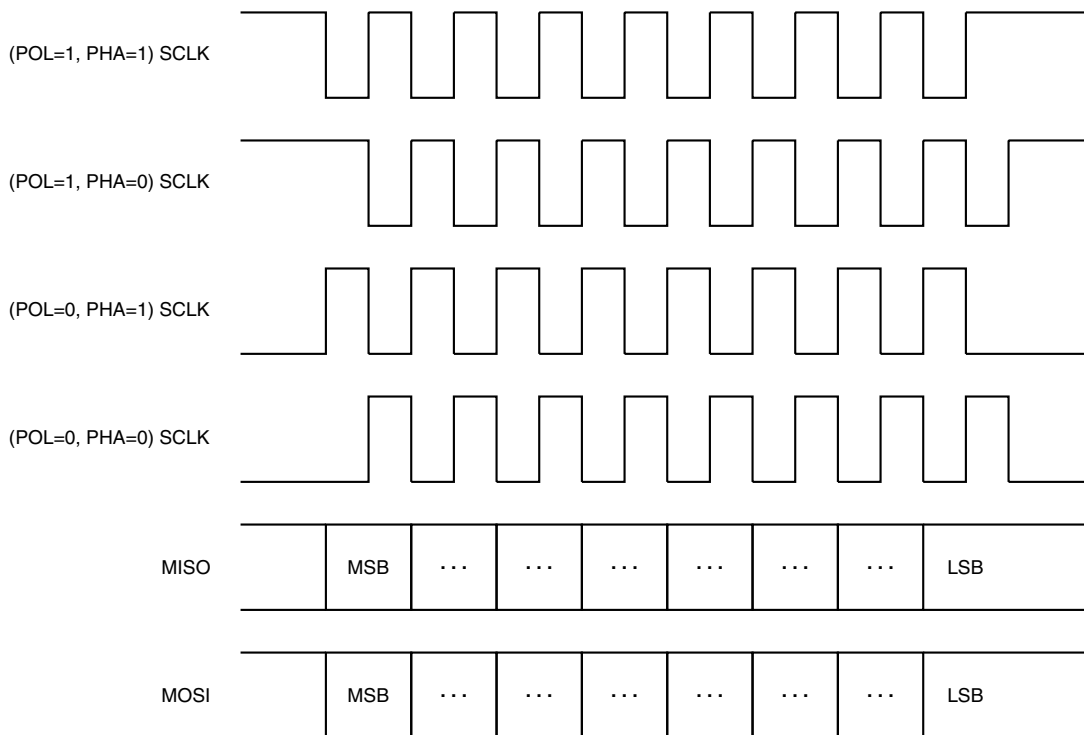 (POL=1, PHA=1) SCLK
(POL=1, PHA=0) SCLK
(POL=0, PHA=1) SCLK
(POL=0, PHA=0) SCLK
MISO MSB ... ... ... ... ... ... LSB
MOSI MSB ... ... ... ... ... ... LSB